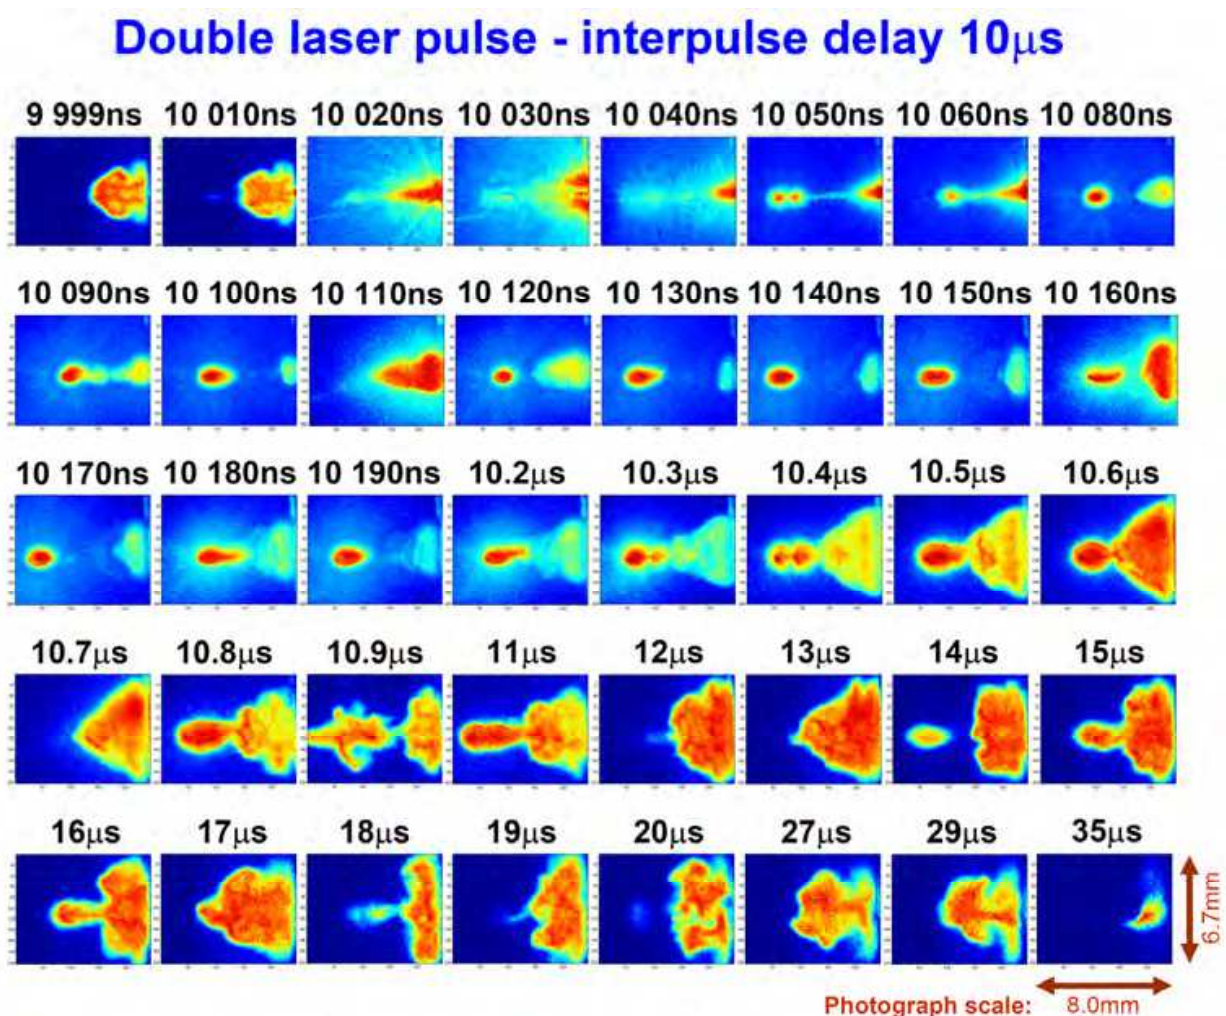 Double laser pulse - interpulse delay 10μs
9 999ns 10 010ns 10 020ns 10 030ns 10 040ns 10 050ns 10 060ns 10 080ns
10 090ns 10 100ns 10 110ns 10 120ns 10 130ns 10 140ns 10 150ns 10 160ns
10 170ns 10 180ns 10 190ns 10.2μs 10.3μs 10.4μs 10.5μs 10.6μs
10.7μs 10.8μs 10.9μs 11μs 12μs 13μs 14μs 15μs
16μs 17μs 18μs 19μs 20μs 27μs 29μs 35μs
6.7mm
Photograph scale: 8.0mm